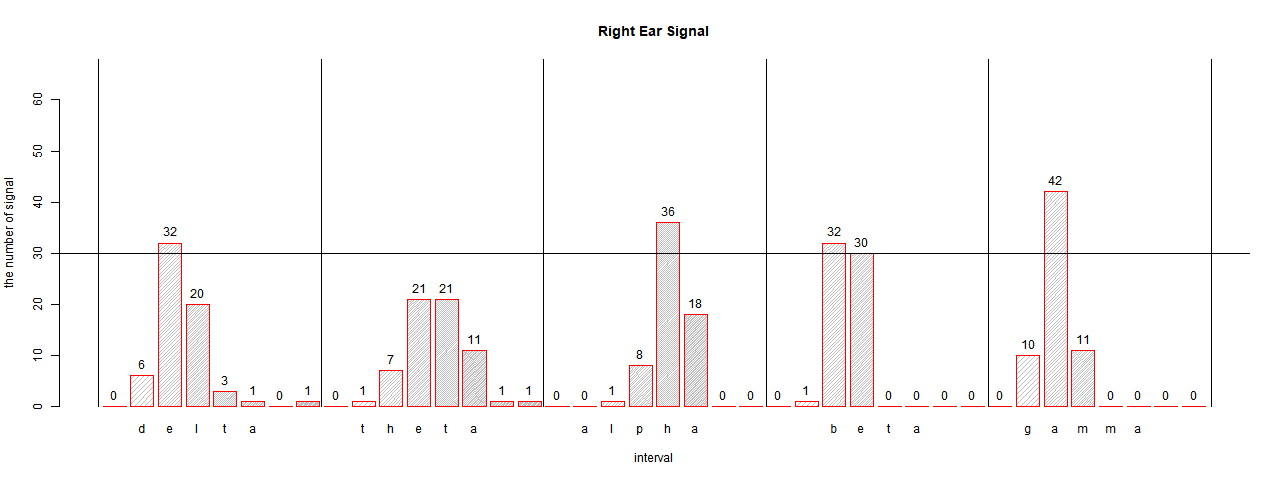 Right Ear Signal
the number of signal
60
50
40
30
20
10
0
0 6 32 20 3 1 0 1
0 1 7 21 21 11 1 1
0 0 1 8 36 18 0 0
0 1 32 30 0 0 0 0
0 10 42 11 0 0 0 0
d e l t a t h e t a a l p h a b e t a g a m m a
interval